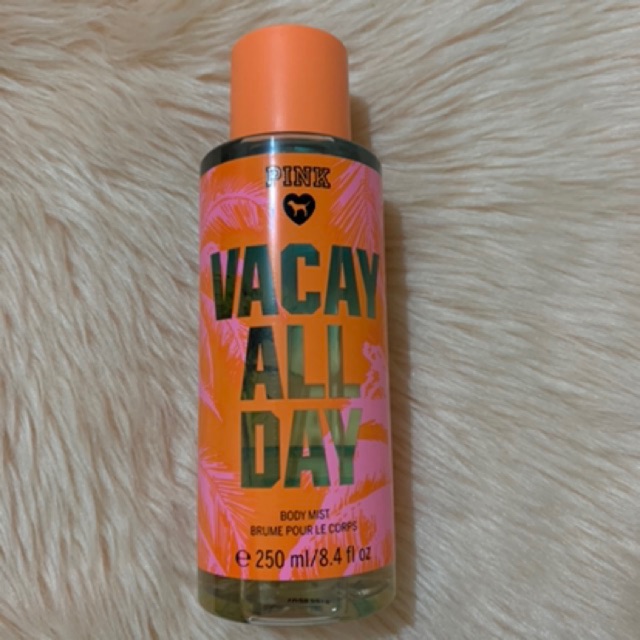 PINK
VACAY
ALL
DAY
BODY MIST
BRUME POUR LE CORPS
e 250 ml/8.4 fl oz